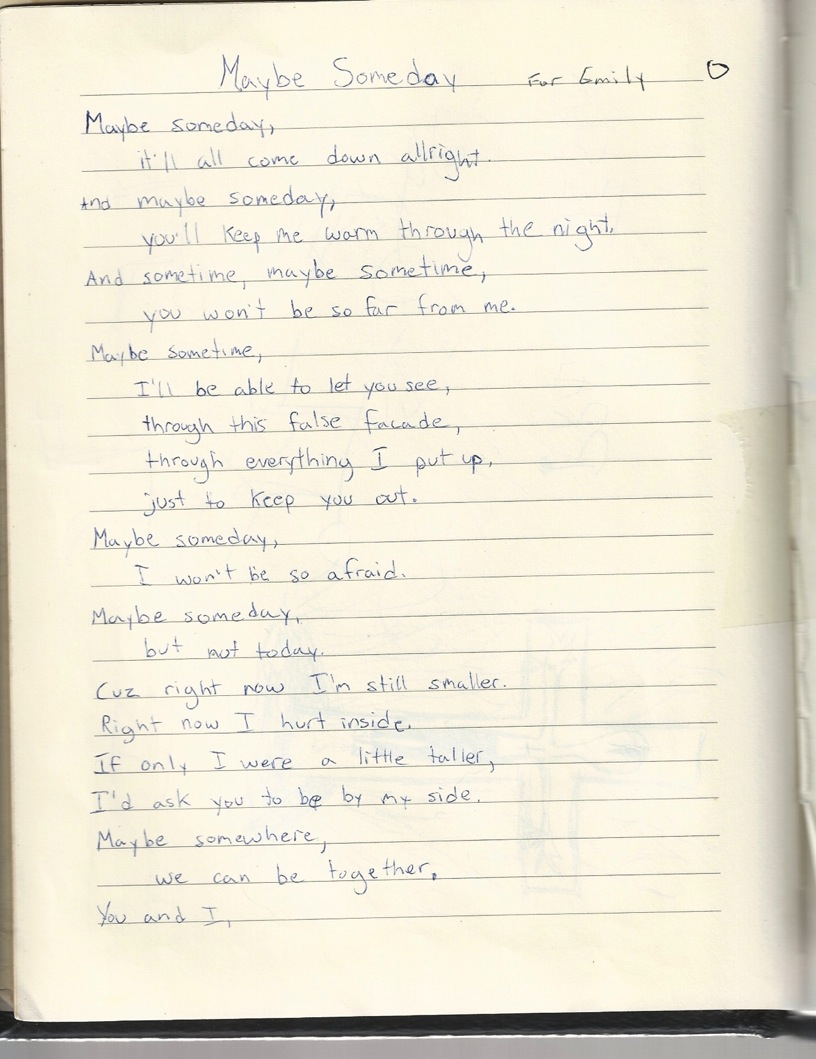 Maybe Someday For Emily
Maybe someday,
it'll all come down allright.
And maybe someday,
you'll keep me warm through the night.
And sometime, maybe sometime,
you won't be so far from me.
Maybe sometime,
I'll be able to let you see,
through this false facade,
through everything I put up,
just to keep you out.
Maybe someday,
I won't be so afraid.
Maybe someday,
but not today.
Cuz right now I'm still smaller.
Right now I hurt inside.
If only I were a little taller,
I'd ask you to be by my side.
Maybe somewhere,
we can be together.
You and I,